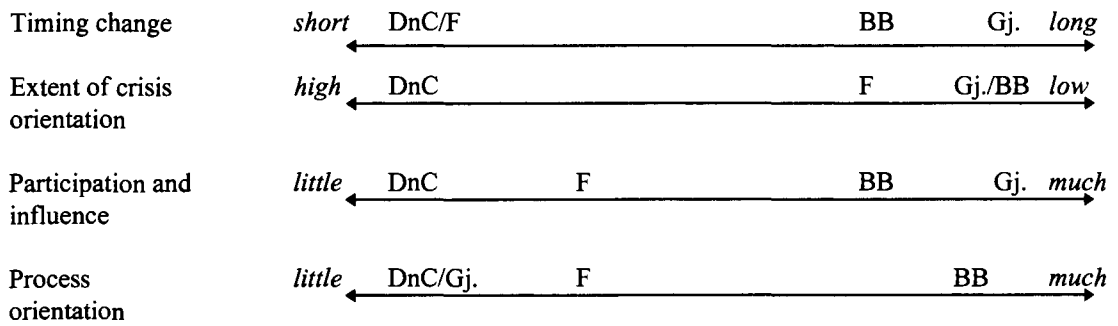 Timing change short DnC/F BB Gj. long
Extent of crisis high DnC F Gj./BB low
orientation
Participation and little DnC F BB Gj. much
influence
Process little DnC/Gj. F BB much
orientation